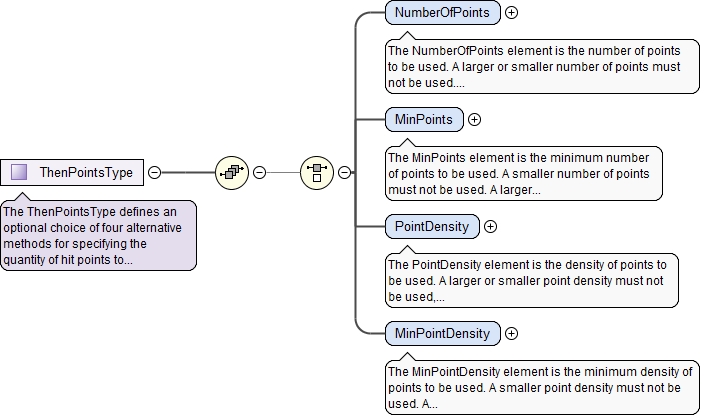 NumberOfPoints
The NumberOfPoints element is the number of points
to be used. A larger or smaller number of points must
not be used....
MinPoints
The MinPoints element is the minimum number
of points to be used. A smaller number of points
must not be used. A larger...
ThenPointsType
The ThenPointsType defines an
optional choice of four alternative
methods for specifying the
quantity of hit points to...
PointDensity
The PointDensity element is the density of points to
be used. A larger or smaller point density must not
be used,...
MinPointDensity
The MinPointDensity element is the minimum density of
points to be used. A smaller point density must not be
used. A...